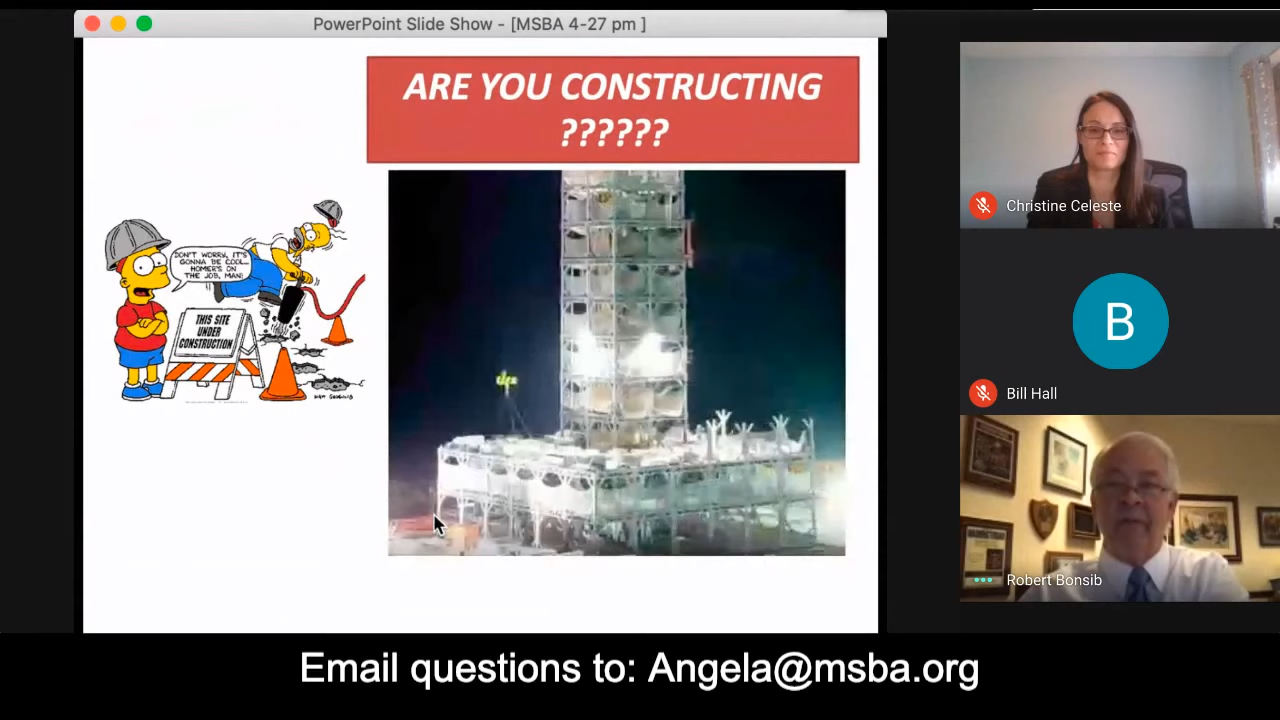 PowerPoint Slide Show - [MSBA 4-27 pm ]
ARE YOU CONSTRUCTING
??????
DON'T WORRY, IT'S
GONNA BE COOL...
HOMER'S ON
THE JOB, MAN!
THIS SITE
UNDER
CONSTRUCTION
Christine Celeste
B
Bill Hall
Robert Bonsib
Email questions to: Angela@msba.org